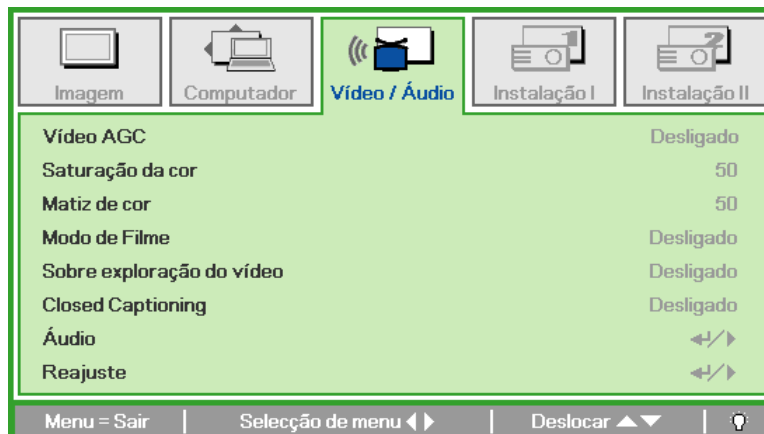 Imagem Computador Vídeo / Áudio Instalação I Instalação II
Vídeo AGC Desligado
Saturação da cor 50
Matiz de cor 50
Modo de Filme Desligado
Sobre exploração do vídeo Desligado
Closed Captioning Desligado
Áudio
Reajuste
Menu = Sair Selecção de menu Deslocar